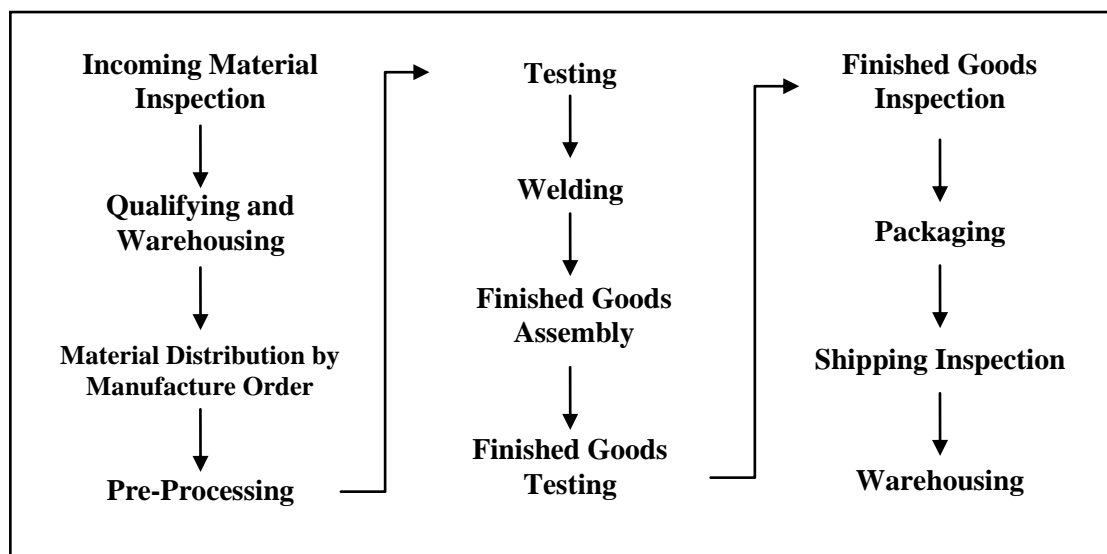 Incoming Material
Inspection
Qualifying and
Warehousing
Material Distribution by
Manufacture Order
Pre-Processing
Testing
Welding
Finished Goods
Assembly
Finished Goods
Testing
Finished Goods
Inspection
Packaging
Shipping Inspection
Warehousing